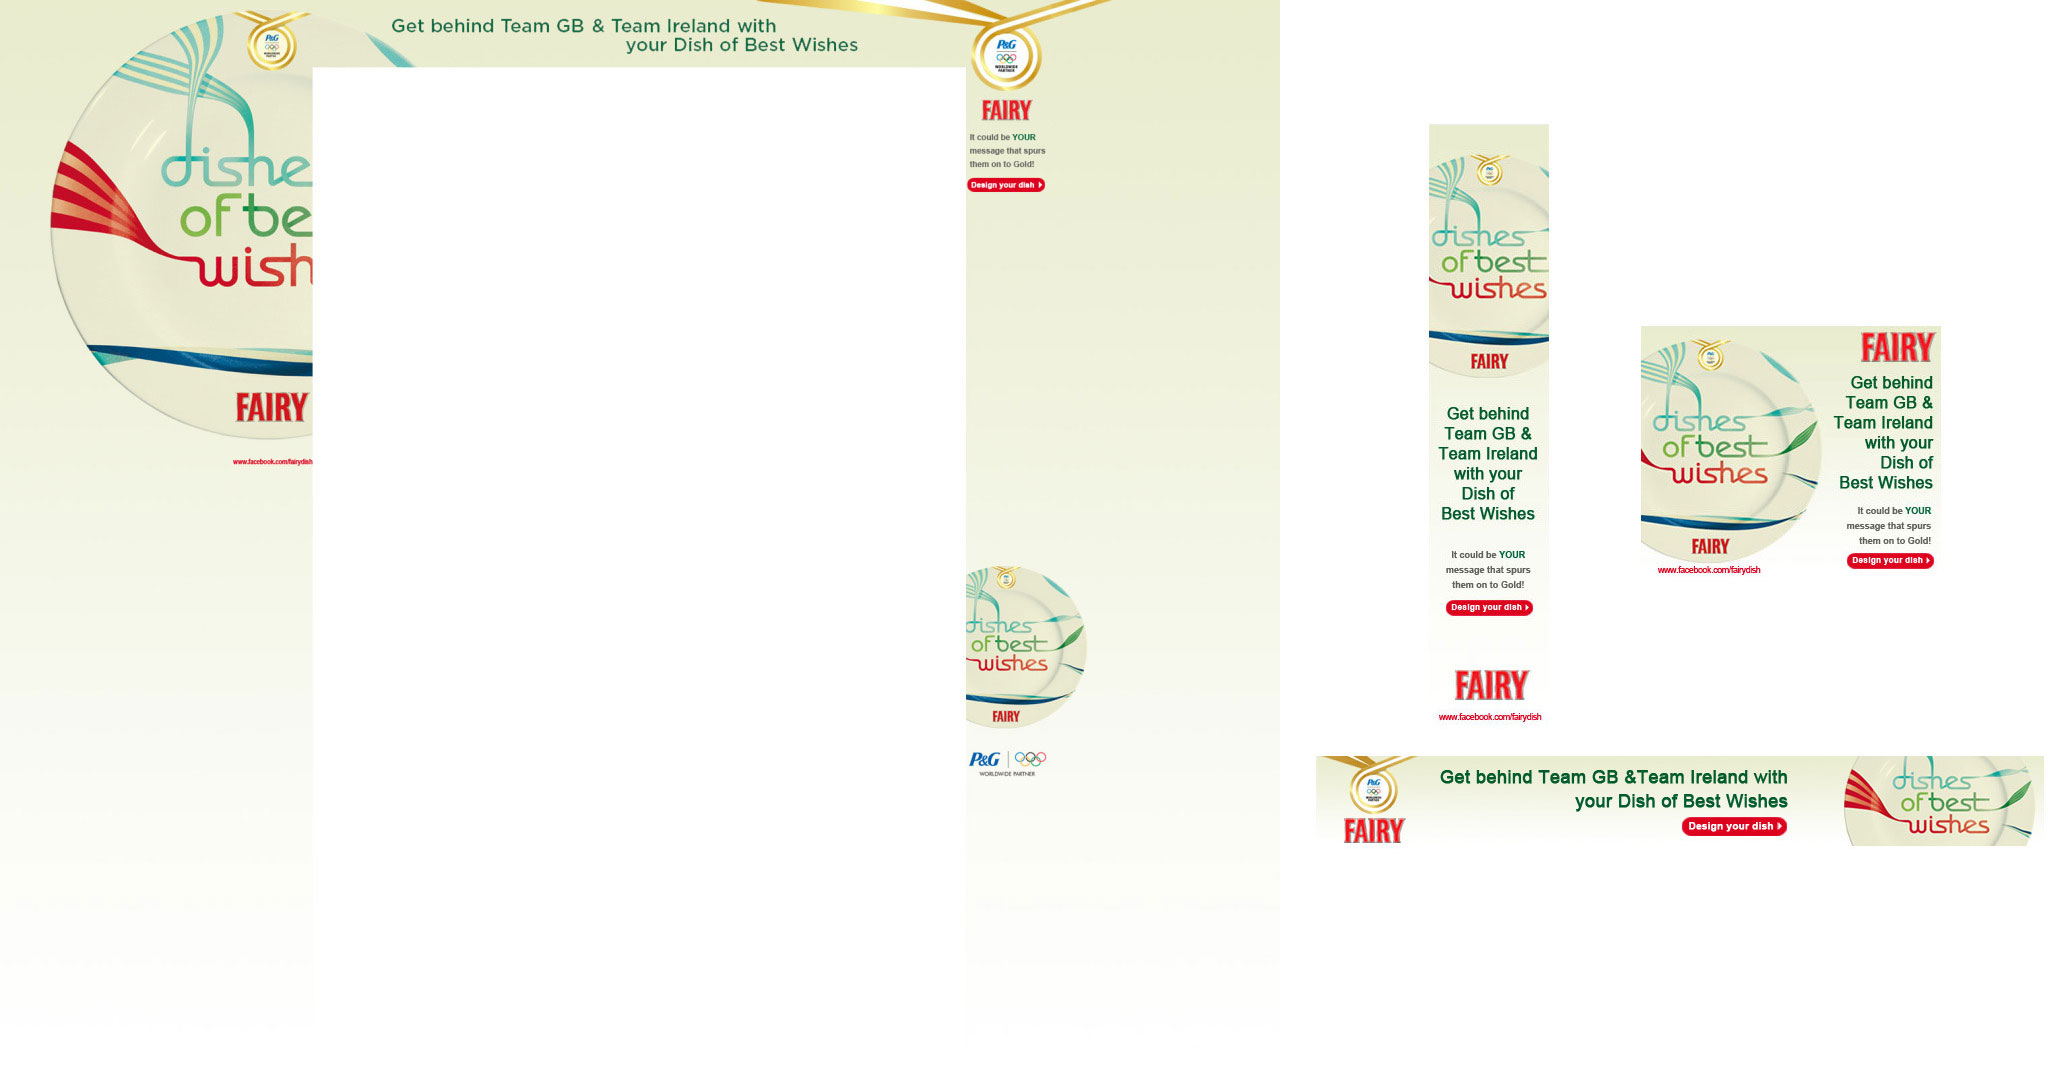 Get behind Team GB & Team Ireland with
your Dish of Best Wishes
P&G
WORLDWIDE
PARTNER
dishe
of be
wish
FAIRY
www.facebook.com/fairydish
P&G
WORLDWIDE
PARTNER
FAIRY
It could be YOUR
message that spurs
them on to Gold!
Design your dish
dishes
of best
wishes
FAIRY
P&G
WORLDWIDE PARTNER
P&G
dishes
of best
wishes
FAIRY
Get behind
Team GB &
Team Ireland
with your
Dish of
Best Wishes
It could be YOUR
message that spurs
them on to Gold!
Design your dish
FAIRY
www.facebook.com/fairydish
P&G
dishes
of best
wishes
FAIRY
www.facebook.com/fairydish
FAIRY
Get behind
Team GB &
Team Ireland
with your
Dish of
Best Wishes
It could be YOUR
message that spurs
them on to Gold!
Design your dish
P&G
WORLDWIDE
PARTNER
FAIRY
Get behind Team GB &Team Ireland with
your Dish of Best Wishes
Design your dish
dishes
of best
wishes